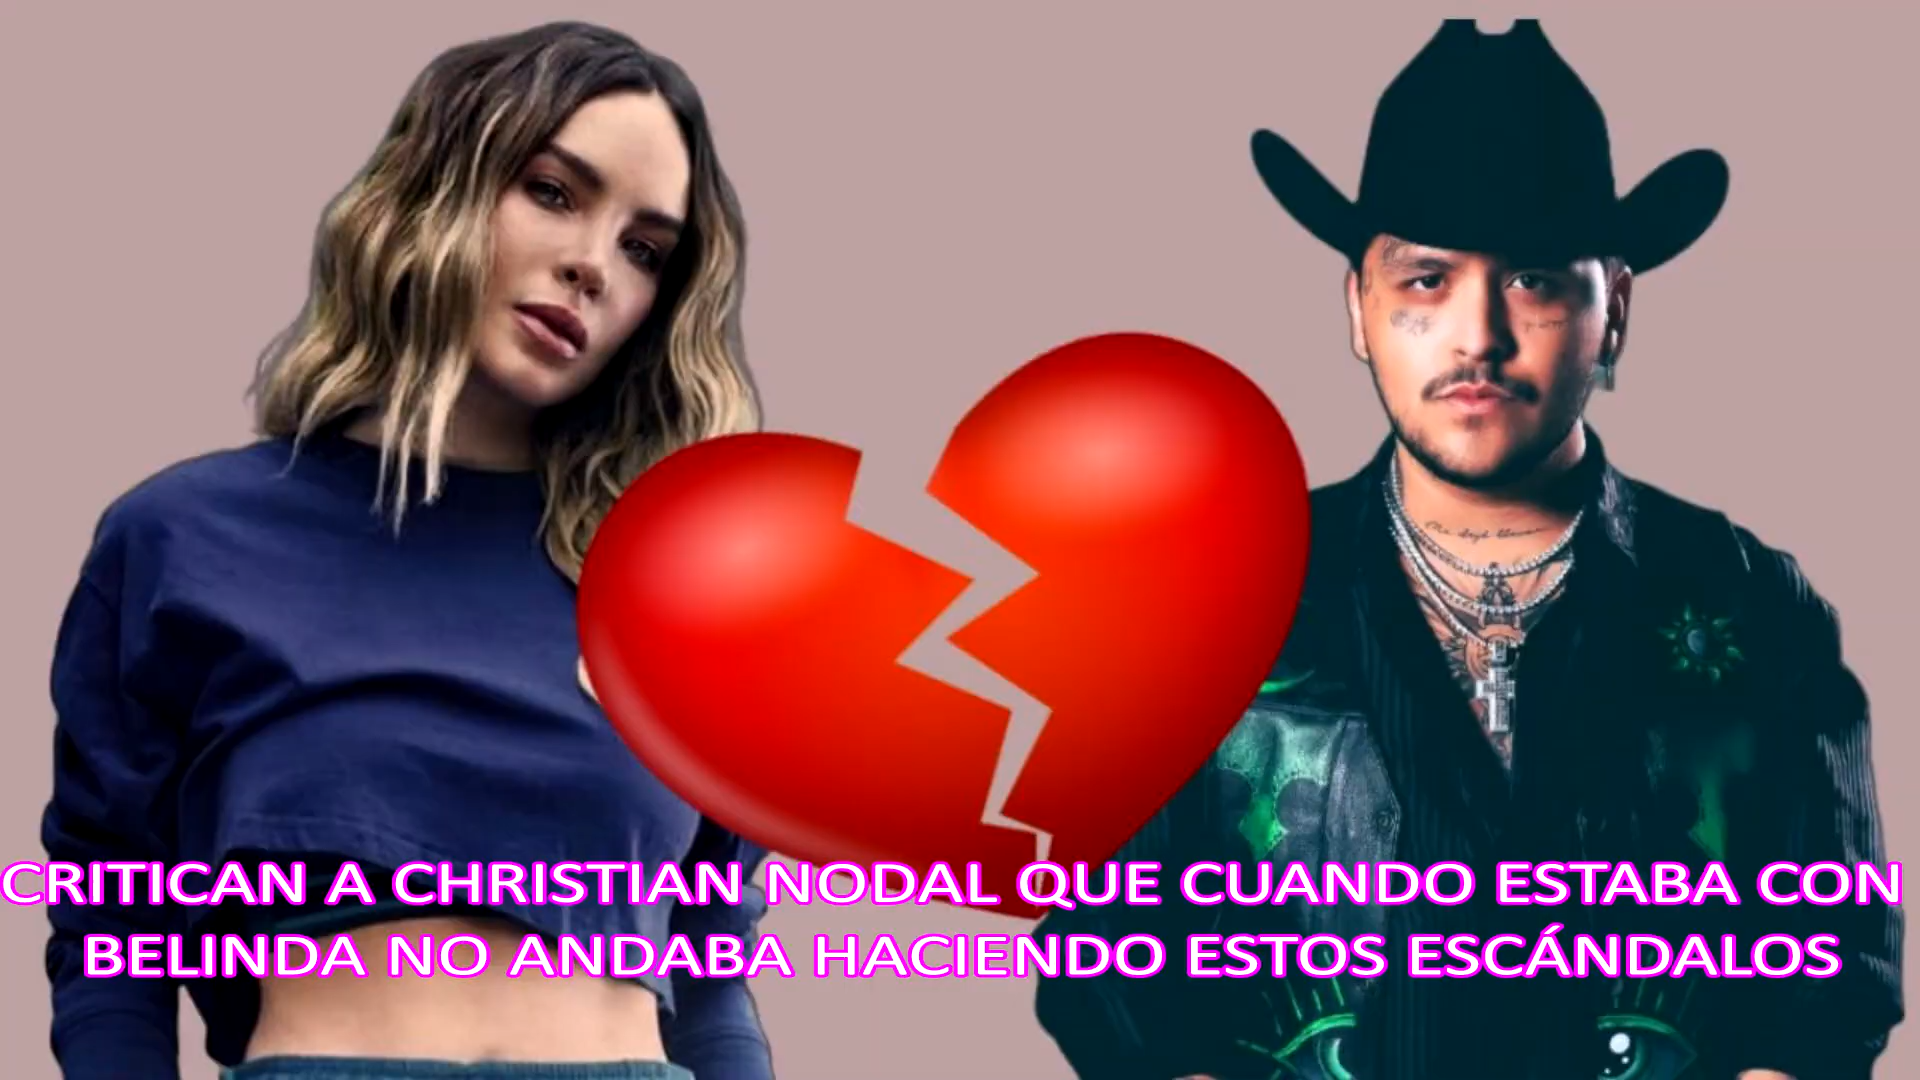 CRITICAN A CHRISTIAN NODAL QUE CUANDO ESTABA CON
BELINDA NO ANDABA HACIENDO ESTOS ESCÁNDALOS